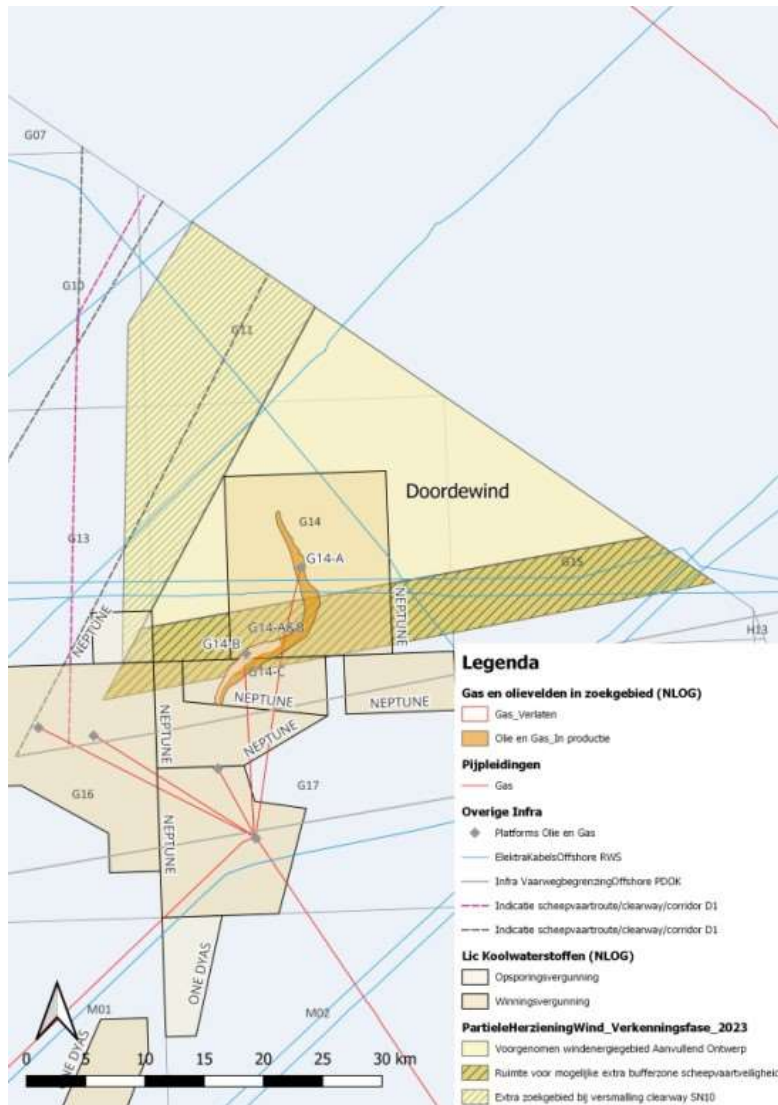 G07
G10
G11
Doordewind
G14
G13
G14-A
G15
NEPTUNE
NEPTUNE
G14-A&B
G14-B
H13
G14-C
NEPTUNE
NEPTUNE
NEPTUNE
NEPTUNE
G17
G16
NEPTUNE
ONE DYAS
M01
M02
ONE DYAS
0 5 10 15 20 25 30 km
Legenda
Gas en olievelden in zoekgebied (NLOG)
Gas_Verlaten
Olie en Gas_In productie
Pijpleidingen
Gas
Overige Infra
Platforms Olie en Gas
ElektraKabelsOffshore RWS
Infra VaarwegbegrenzingOffshore PDOK
Indicatie scheepvaartroute/clearway/corridor D1
Indicatie scheepvaartroute/clearway/corridor D1
Lic Koolwaterstoffen (NLOG)
Opsporingsvergunning
Winningsvergunning
PartieleHerzieningWind_Verkenningsfase_2023
Voorgenomen windenergiegebied Aanvullend Ontwerp
Ruimte voor mogelijke extra bufferzone scheepvaartveiligheid
Extra zoekgebied bij versmalling clearway SN10